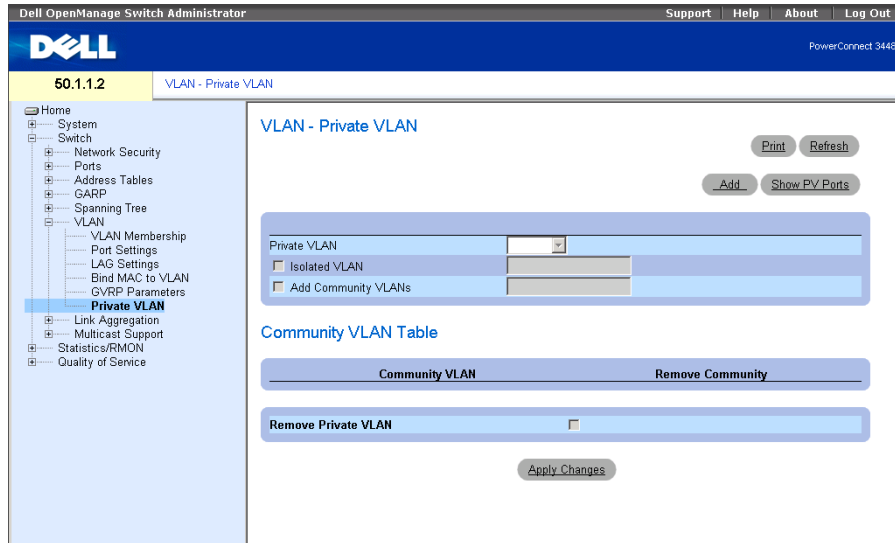 Dell OpenManage Switch Administrator
Support Help About Log Out
DELL
PowerConnect 3448
50.1.1.2
VLAN - Private VLAN
Home
System
Switch
Network Security
Ports
Address Tables
GARP
Spanning Tree
VLAN
VLAN Membership
Port Settings
LAG Settings
Bind MAC to VLAN
GVRP Parameters
Private VLAN
Link Aggregation
Multicast Support
Statistics/RMON
Quality of Service
VLAN - Private VLAN
Print Refresh
Add Show PV Ports
Private VLAN
Isolated VLAN
Add Community VLANs
Community VLAN Table
Community VLAN Remove Community
Remove Private VLAN
Apply Changes